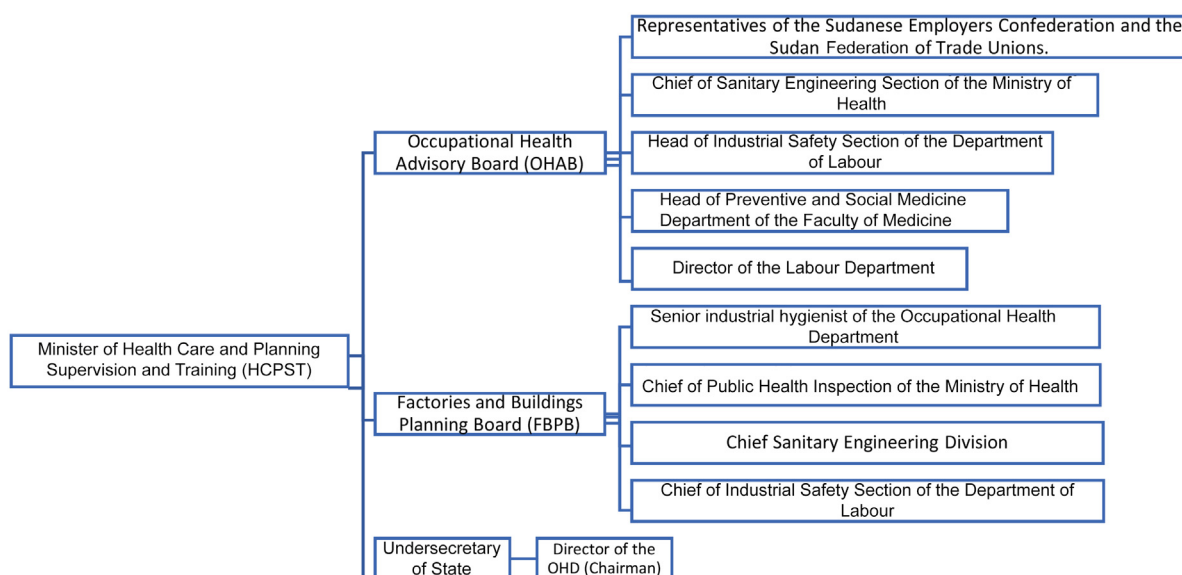 Representatives of the Sudanese Employers Confederation and the
Sudan Federation of Trade Unions.
Chief of Sanitary Engineering Section of the Ministry of
Health
Occupational Health
Advisory Board (OHAB)
Head of Industrial Safety Section of the Department
of Labour
Head of Preventive and Social Medicine
Department of the Faculty of Medicine
Director of the Labour Department
Minister of Health Care and Planning
Supervision and Training (HCPST)
Senior industrial hygienist of the Occupational Health
Department
Chief of Public Health Inspection of the Ministry of Health
Factories and Buildings
Planning Board (FBPB)
Chief Sanitary Engineering Division
Chief of Industrial Safety Section of the Department of
Labour
Undersecretary
of State
Director of the
OHD (Chairman)